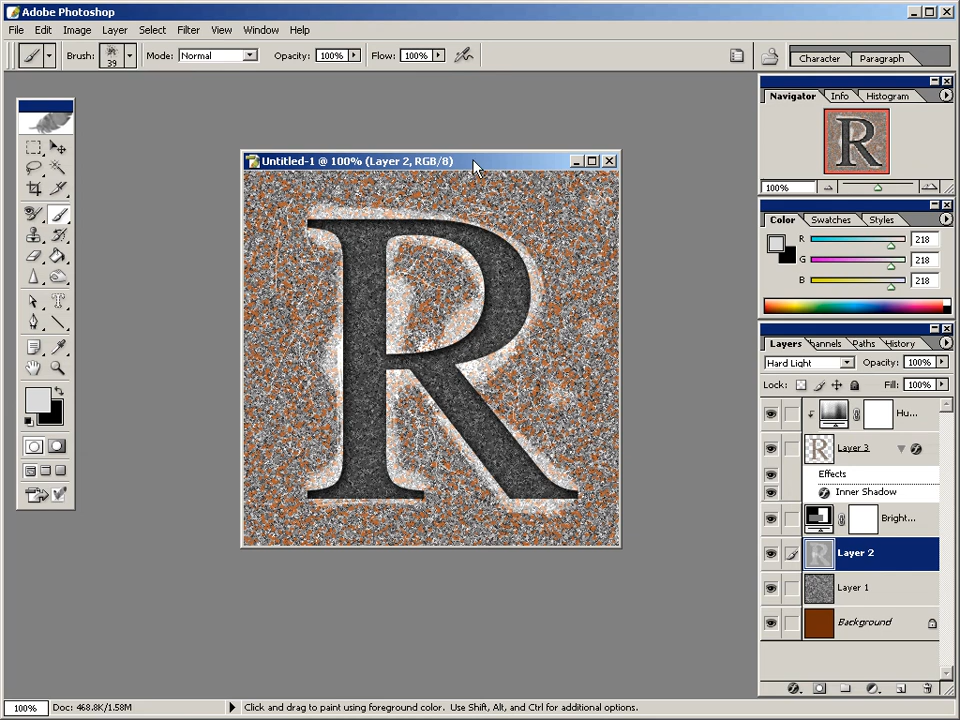 Adobe Photoshop
File Edit Image Layer Select Filter View Window Help
Brush: 39 Mode: Normal Opacity: 100% Flow: 100% Character Paragraph
Navigator Info Histogram
100%
Color Swatches Styles
R 218
G 218
B 218
Layers hannels Paths History
Hard Light Opacity: 100%
Lock: Fill: 100%
Hu...
Layer 3
Effects
Inner Shadow
Bright...
Layer 2
Layer 1
Background
Untitled-1 @ 100% (Layer 2, RGB/8)
R
100% Doc: 468.8K/1.58M Click and drag to paint using foreground color. Use Shift, Alt, and Ctrl for additional options.